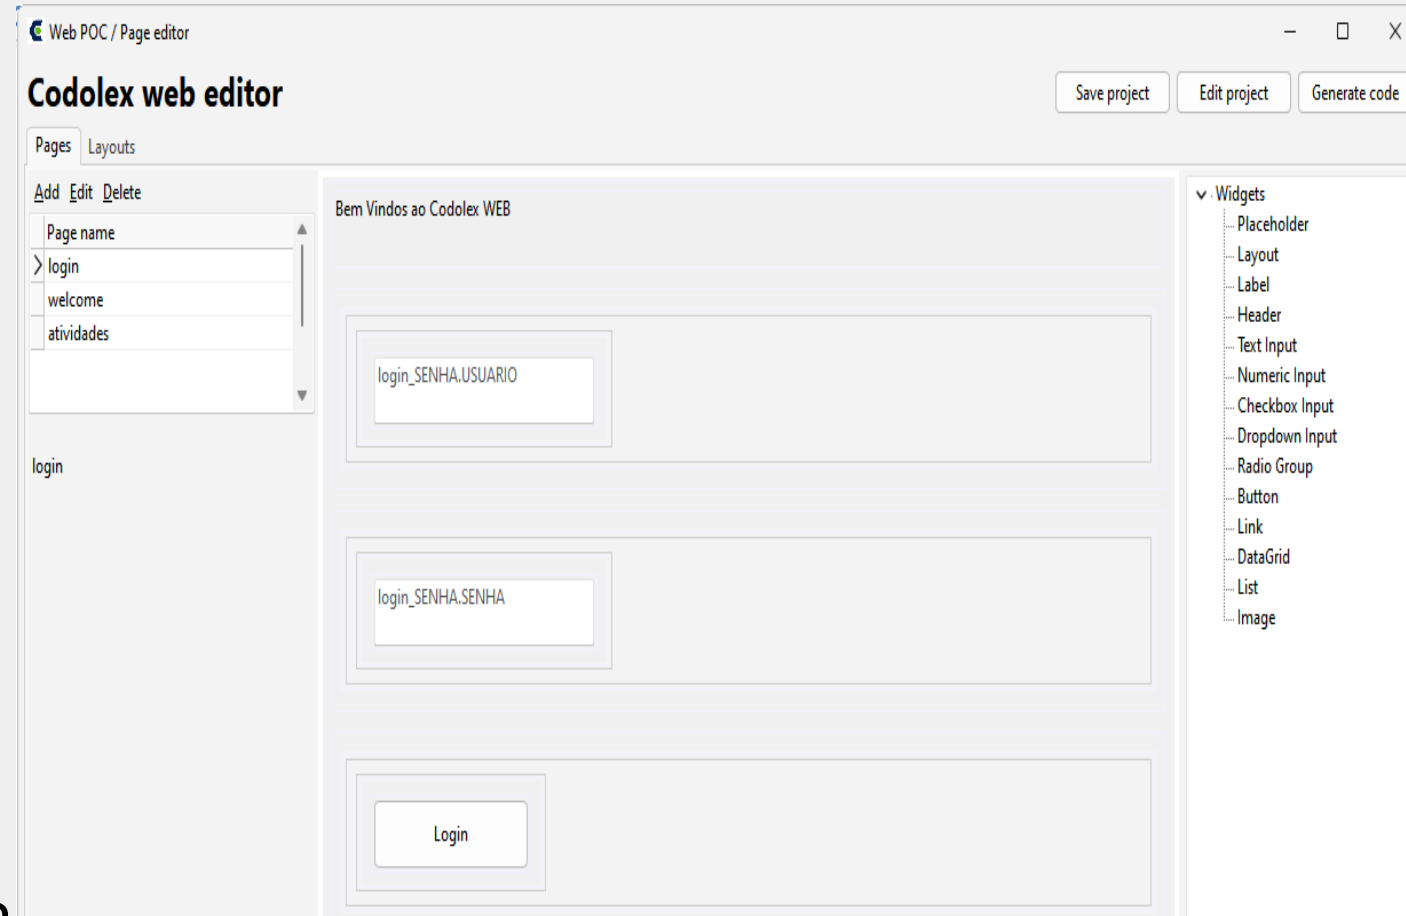 Web POC / Page editor
Codolex web editor
Save project
Edit project
Generate code
Pages
Layouts
Add Edit Delete
Page name
login
welcome
atividades
login
Bem Vindos ao Codolex WEB
login_SENHA.USUARIO
login_SENHA.SENHA
Login
Widgets
Placeholder
Layout
Label
Header
Text Input
Numeric Input
Checkbox Input
Dropdown Input
Radio Group
Button
Link
DataGrid
List
Image